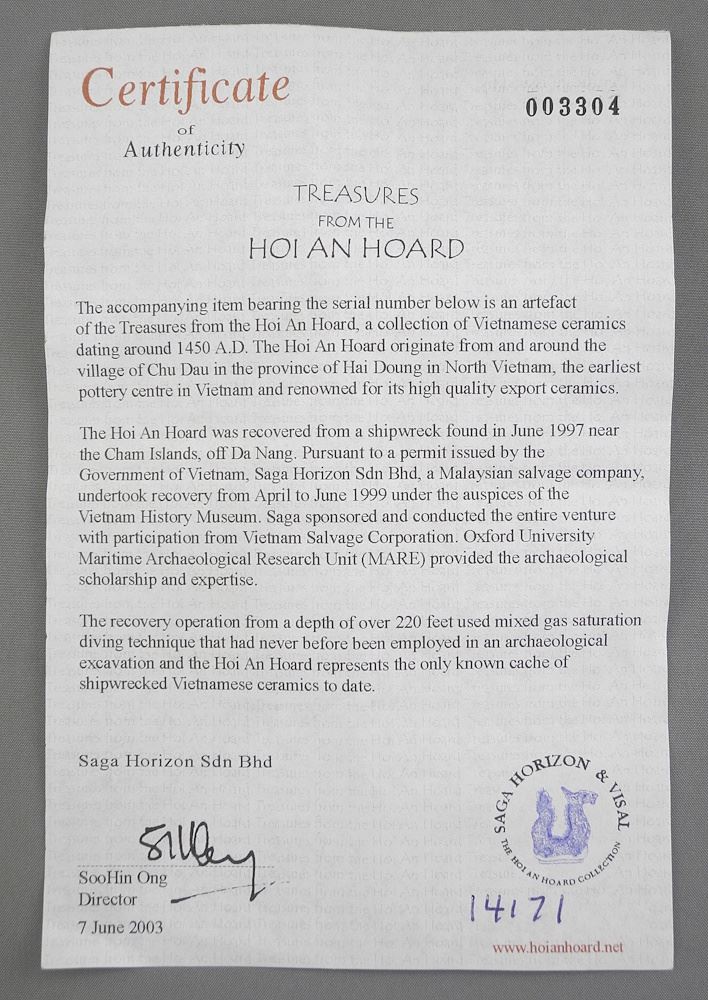 Certificate
of
Authenticity
003304
TREASURES
FROM THE
HOI AN HOARD
The accompanying item bearing the serial number below is an artefact
of the Treasures from the Hoi An Hoard, a collection of Vietnamese ceramics
dating around 1450 A.D. The Hoi An Hoard originate from and around the
village of Chu Dau in the province of Hai Doung in North Vietnam, the earliest
pottery centre in Vietnam and renowned for its high quality export ceramics.
The Hoi An Hoard was recovered from a shipwreck found in June 1997 near
the Cham Islands, off Da Nang. Pursuant to a permit issued by the
Government of Vietnam, Saga Horizon Sdn Bhd, a Malaysian salvage company,
undertook recovery from April to June 1999 under the auspices of the
Vietnam History Museum. Saga sponsored and conducted the entire venture
with participation from Vietnam Salvage Corporation. Oxford University
Maritime Archaeological Research Unit (MARE) provided the archaeological
scholarship and expertise.
The recovery operation from a depth of over 220 feet used mixed gas saturation
diving technique that had never before been employed in an archaeological
excavation and the Hoi An Hoard represents the only known cache of
shipwrecked Vietnamese ceramics to date.
Saga Horizon Sdn Bhd
SooHin Ong
Director
7 June 2003
SAGA HORIZON & VISAL
THE HOI AN HOARD COLLECTION
14171
www.hoianhoard.net